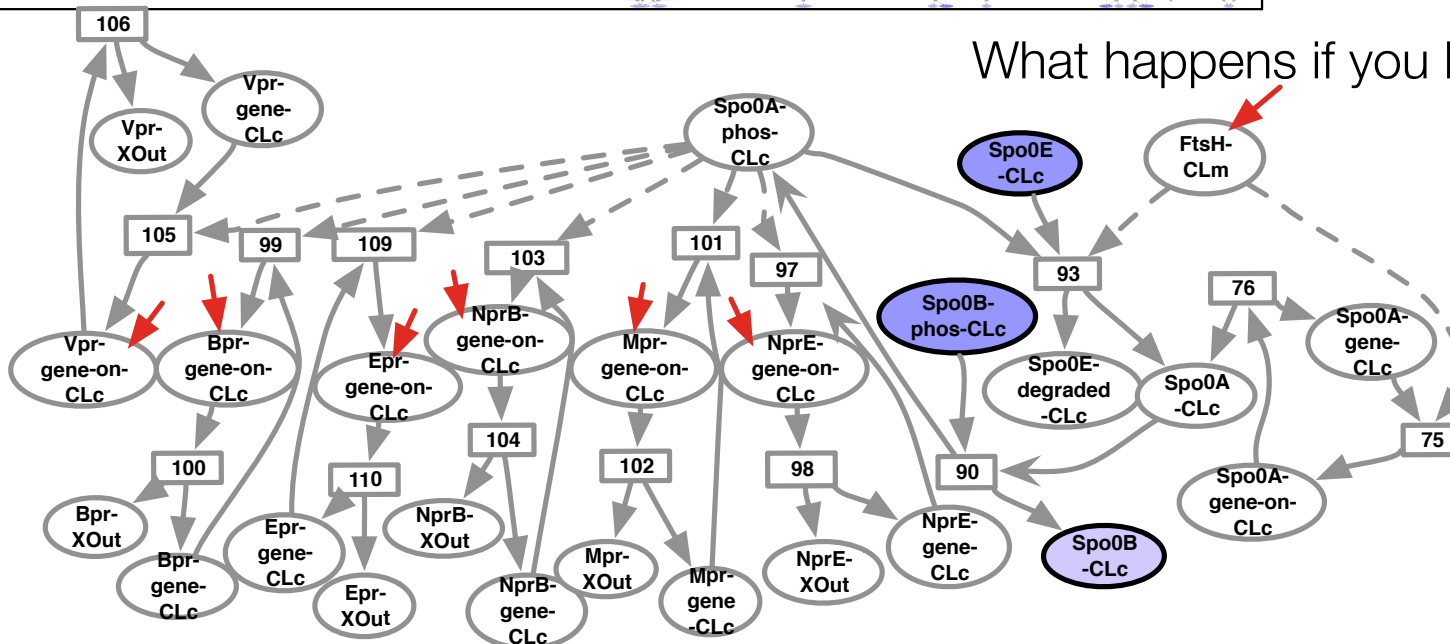 106
What happens if you
Vpr-
gene-
CLc
Vpr-
XOut
Spo0A-
phos-
CLc
Spo0E
-CLc
FtsH-
CLm
105
99
109
103
101
97
93
76
Spo0B-
phos-CLc
Spo0A-
gene-
CLc
Vpr-
gene-on-
CLc
Bpr-
gene-on-
CLc
Epr-
gene-on-
CLc
NprB-
gene-on-
CLc
Mpr-
gene-on-
CLc
NprE-
gene-on-
CLc
Spo0E-
degraded
-CLc
Spo0A
-CLc
75
100
110
104
102
98
90
Spo0A-
gene-on-
CLc
Bpr-
XOut
Bpr-
gene-
CLc
Epr-
gene-
CLc
Epr-
XOut
NprB-
XOut
NprB-
gene-
CLc
Mpr-
XOut
Mpr-
gene
-CLc
NprE-
XOut
NprE-
gene-
CLc
Spo0B
-CLc